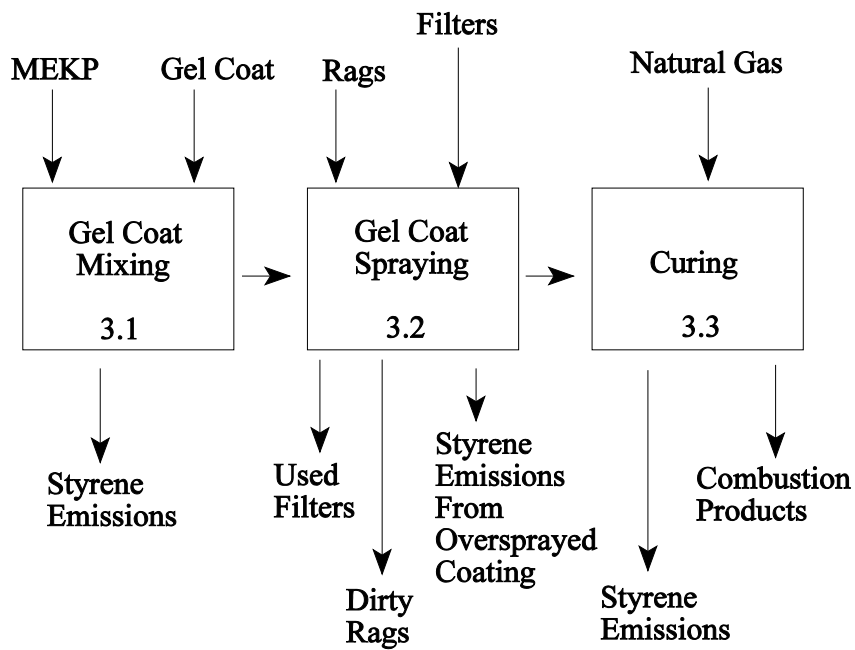 Filters
MEKP
Gel Coat
Rags
Natural Gas
Gel Coat
Mixing
3.1
Gel Coat
Spraying
3.2
Curing
3.3
Styrene
Emissions
Used
Filters
Dirty
Rags
Styrene
Emissions
From
Oversprayed
Coating
Styrene
Emissions
Combustion
Products